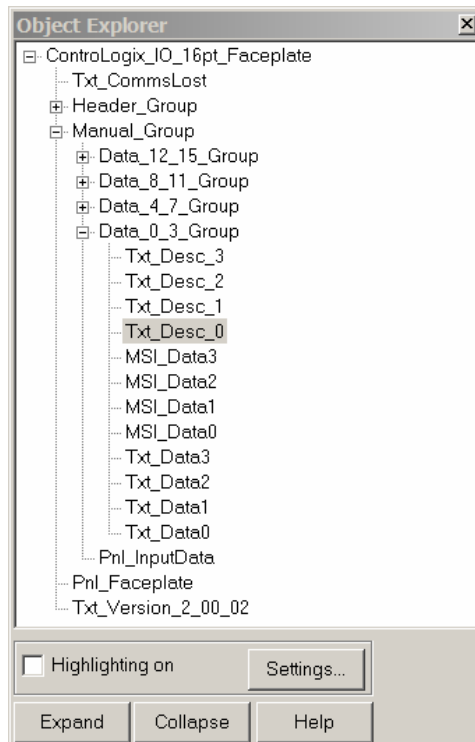 Object Explorer
ControLogix_IO_16pt_Faceplate
Txt_CommsLost
Header_Group
Manual_Group
Data_12_15_Group
Data_8_11_Group
Data_4_7_Group
Data_0_3_Group
Txt_Desc_3
Txt_Desc_2
Txt_Desc_1
Txt_Desc_0
MSI_Data3
MSI_Data2
MSI_Data1
MSI_Data0
Txt_Data3
Txt_Data2
Txt_Data1
Txt_Data0
Pnl_InputData
Pnl_Faceplate
Txt_Version_2_00_02
Highlighting on Settings...
Expand Collapse Help